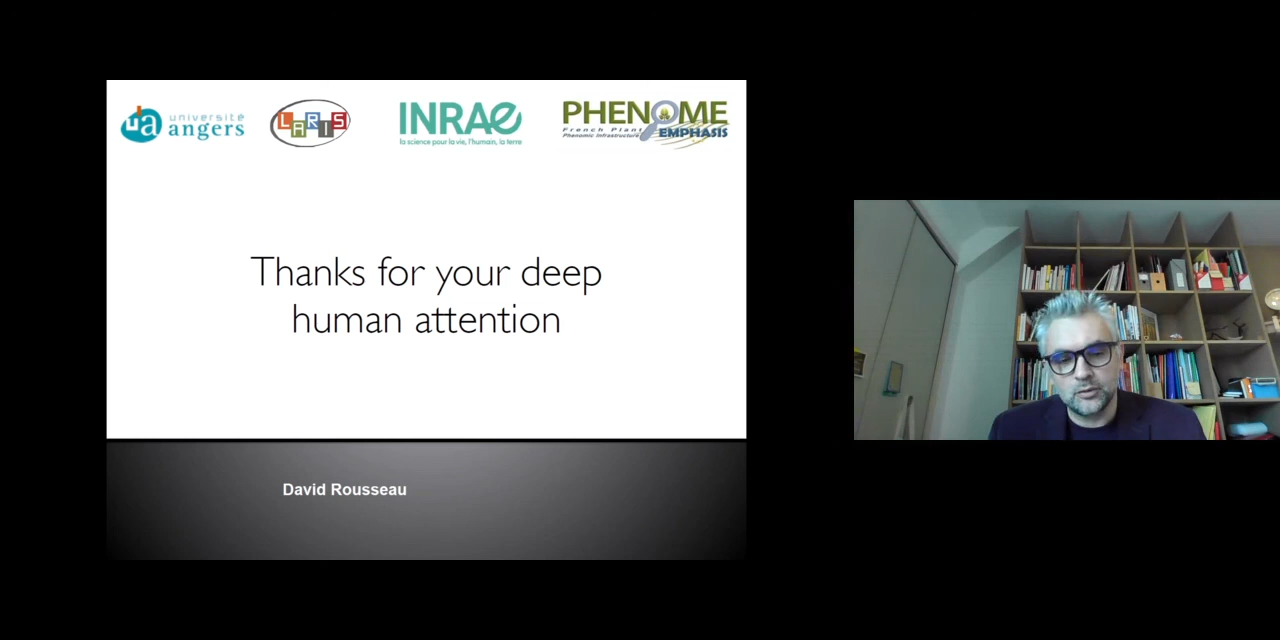 université
angers
LARIS
INRAE
la science pour la vie, l'humain, la terre
PHENOME
French Plant
Phenomic Infrastructure
EMPHASIS
Thanks for your deep
human attention
David Rousseau